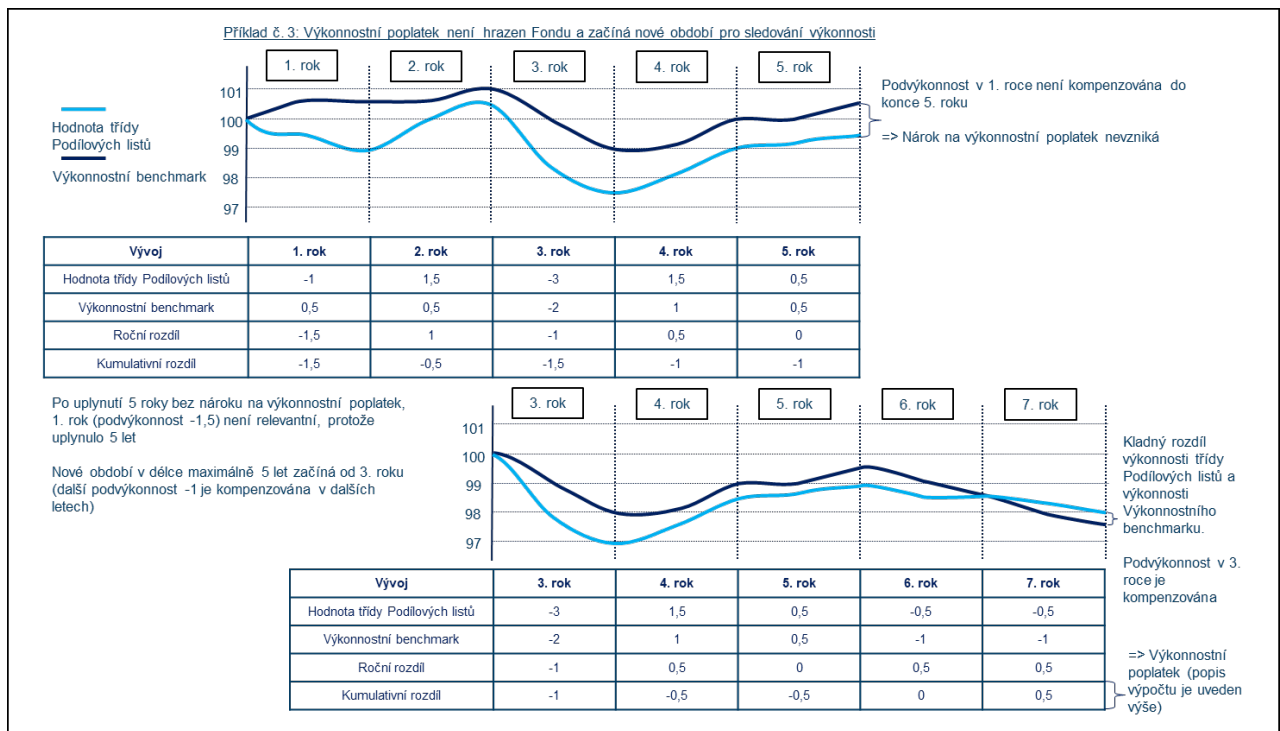 Příklad č. 3: Výkonnostní poplatek není hrazen Fondu a začíná nové období pro sledování výkonnosti
1. rok 2. rok 3. rok 4. rok 5. rok
101
100
99
98
97
Hodnota třídy
Podílových listů
Výkonnostní benchmark
Podvýkonnost v 1. roce není kompenzována do
konce 5. roku
=> Nárok na výkonnostní poplatek nevzniká
Vývoj 1. rok 2. rok 3. rok 4. rok 5. rok
Hodnota třídy Podílových listů -1 1,5 -3 1,5 0,5
Výkonnostní benchmark 0,5 0,5 -2 1 0,5
Roční rozdíl -1,5 1 -1 0,5 0
Kumulativní rozdíl -1,5 -0,5 -1,5 -1 -1
Po uplynutí 5 roky bez nároku na výkonnostní poplatek,
1. rok (podvýkonnost -1,5) není relevantní, protože
uplynulo 5 let
Nové období v délce maximálně 5 let začíná od 3. roku
(další podvýkonnost -1 je kompenzována v dalších
letech)
3. rok 4. rok 5. rok 6. rok 7. rok
101
100
99
98
97
Kladný rozdíl
výkonnosti třídy
Podílových listů a
výkonnosti
Výkonnostního
benchmarku.
Podvýkonnost v 3.
roce je
kompenzována
=> Výkonnostní
poplatek (popis
výpočtu je uveden
výše)
Vývoj 3. rok 4. rok 5. rok 6. rok 7. rok
Hodnota třídy Podílových listů -3 1,5 0,5 -0,5 -0,5
Výkonnostní benchmark -2 1 0,5 -1 -1
Roční rozdíl -1 0,5 0 0,5 0,5
Kumulativní rozdíl -1 -0,5 -0,5 0 0,5